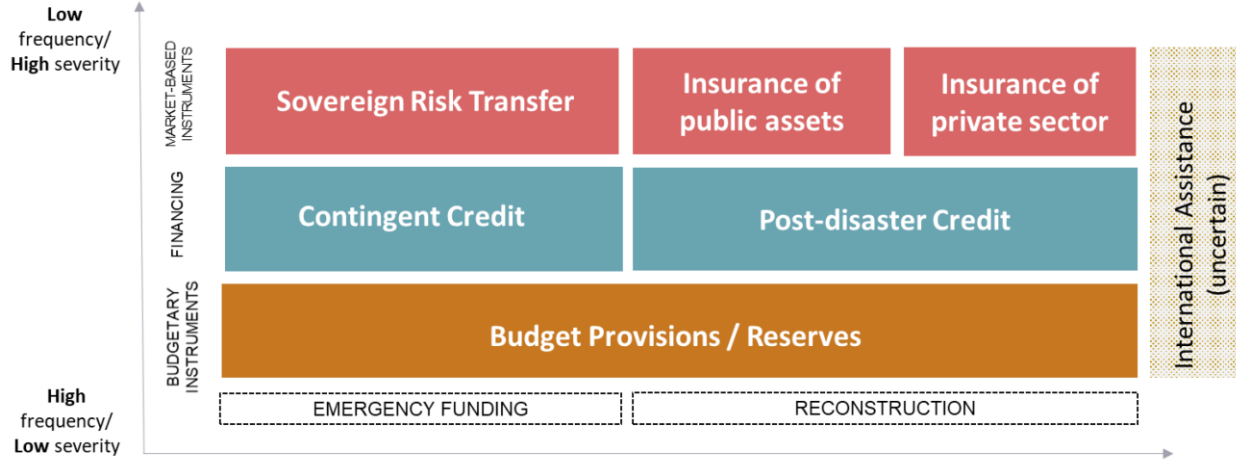 Low
frequency/
High severity
MARKET-BASED
INSTRUMENTS
Sovereign Risk Transfer
Insurance of
public assets
Insurance of
private sector
FINANCING
Contingent Credit
Post-disaster Credit
BUDGETARY
INSTRUMENTS
Budget Provisions / Reserves
International Assistance
(uncertain)
High
frequency/
Low severity
EMERGENCY FUNDING
RECONSTRUCTION